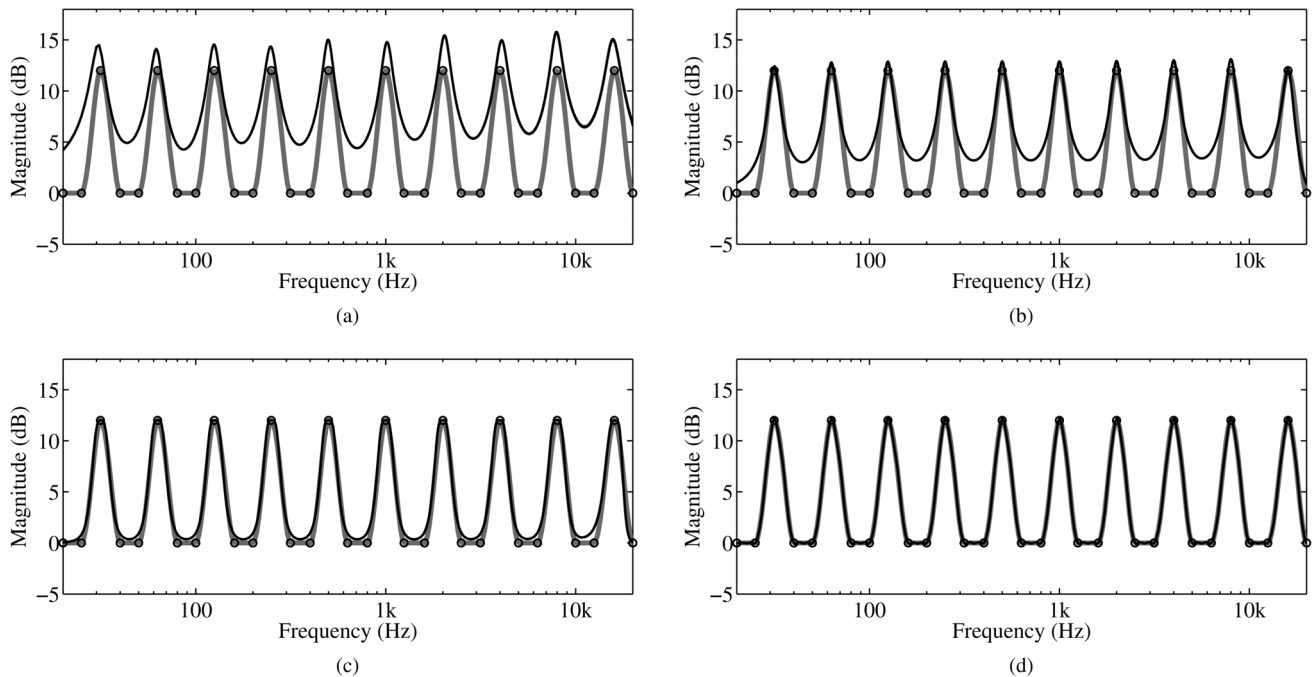 15
10
5
0
−5
Magnitude (dB)
100
1k
10k
Frequency (Hz)
(a)
15
10
5
0
−5
Magnitude (dB)
100
1k
10k
Frequency (Hz)
(b)
15
10
5
0
−5
Magnitude (dB)
100
1k
10k
Frequency (Hz)
(c)
15
10
5
0
−5
Magnitude (dB)
100
1k
10k
Frequency (Hz)
(d)